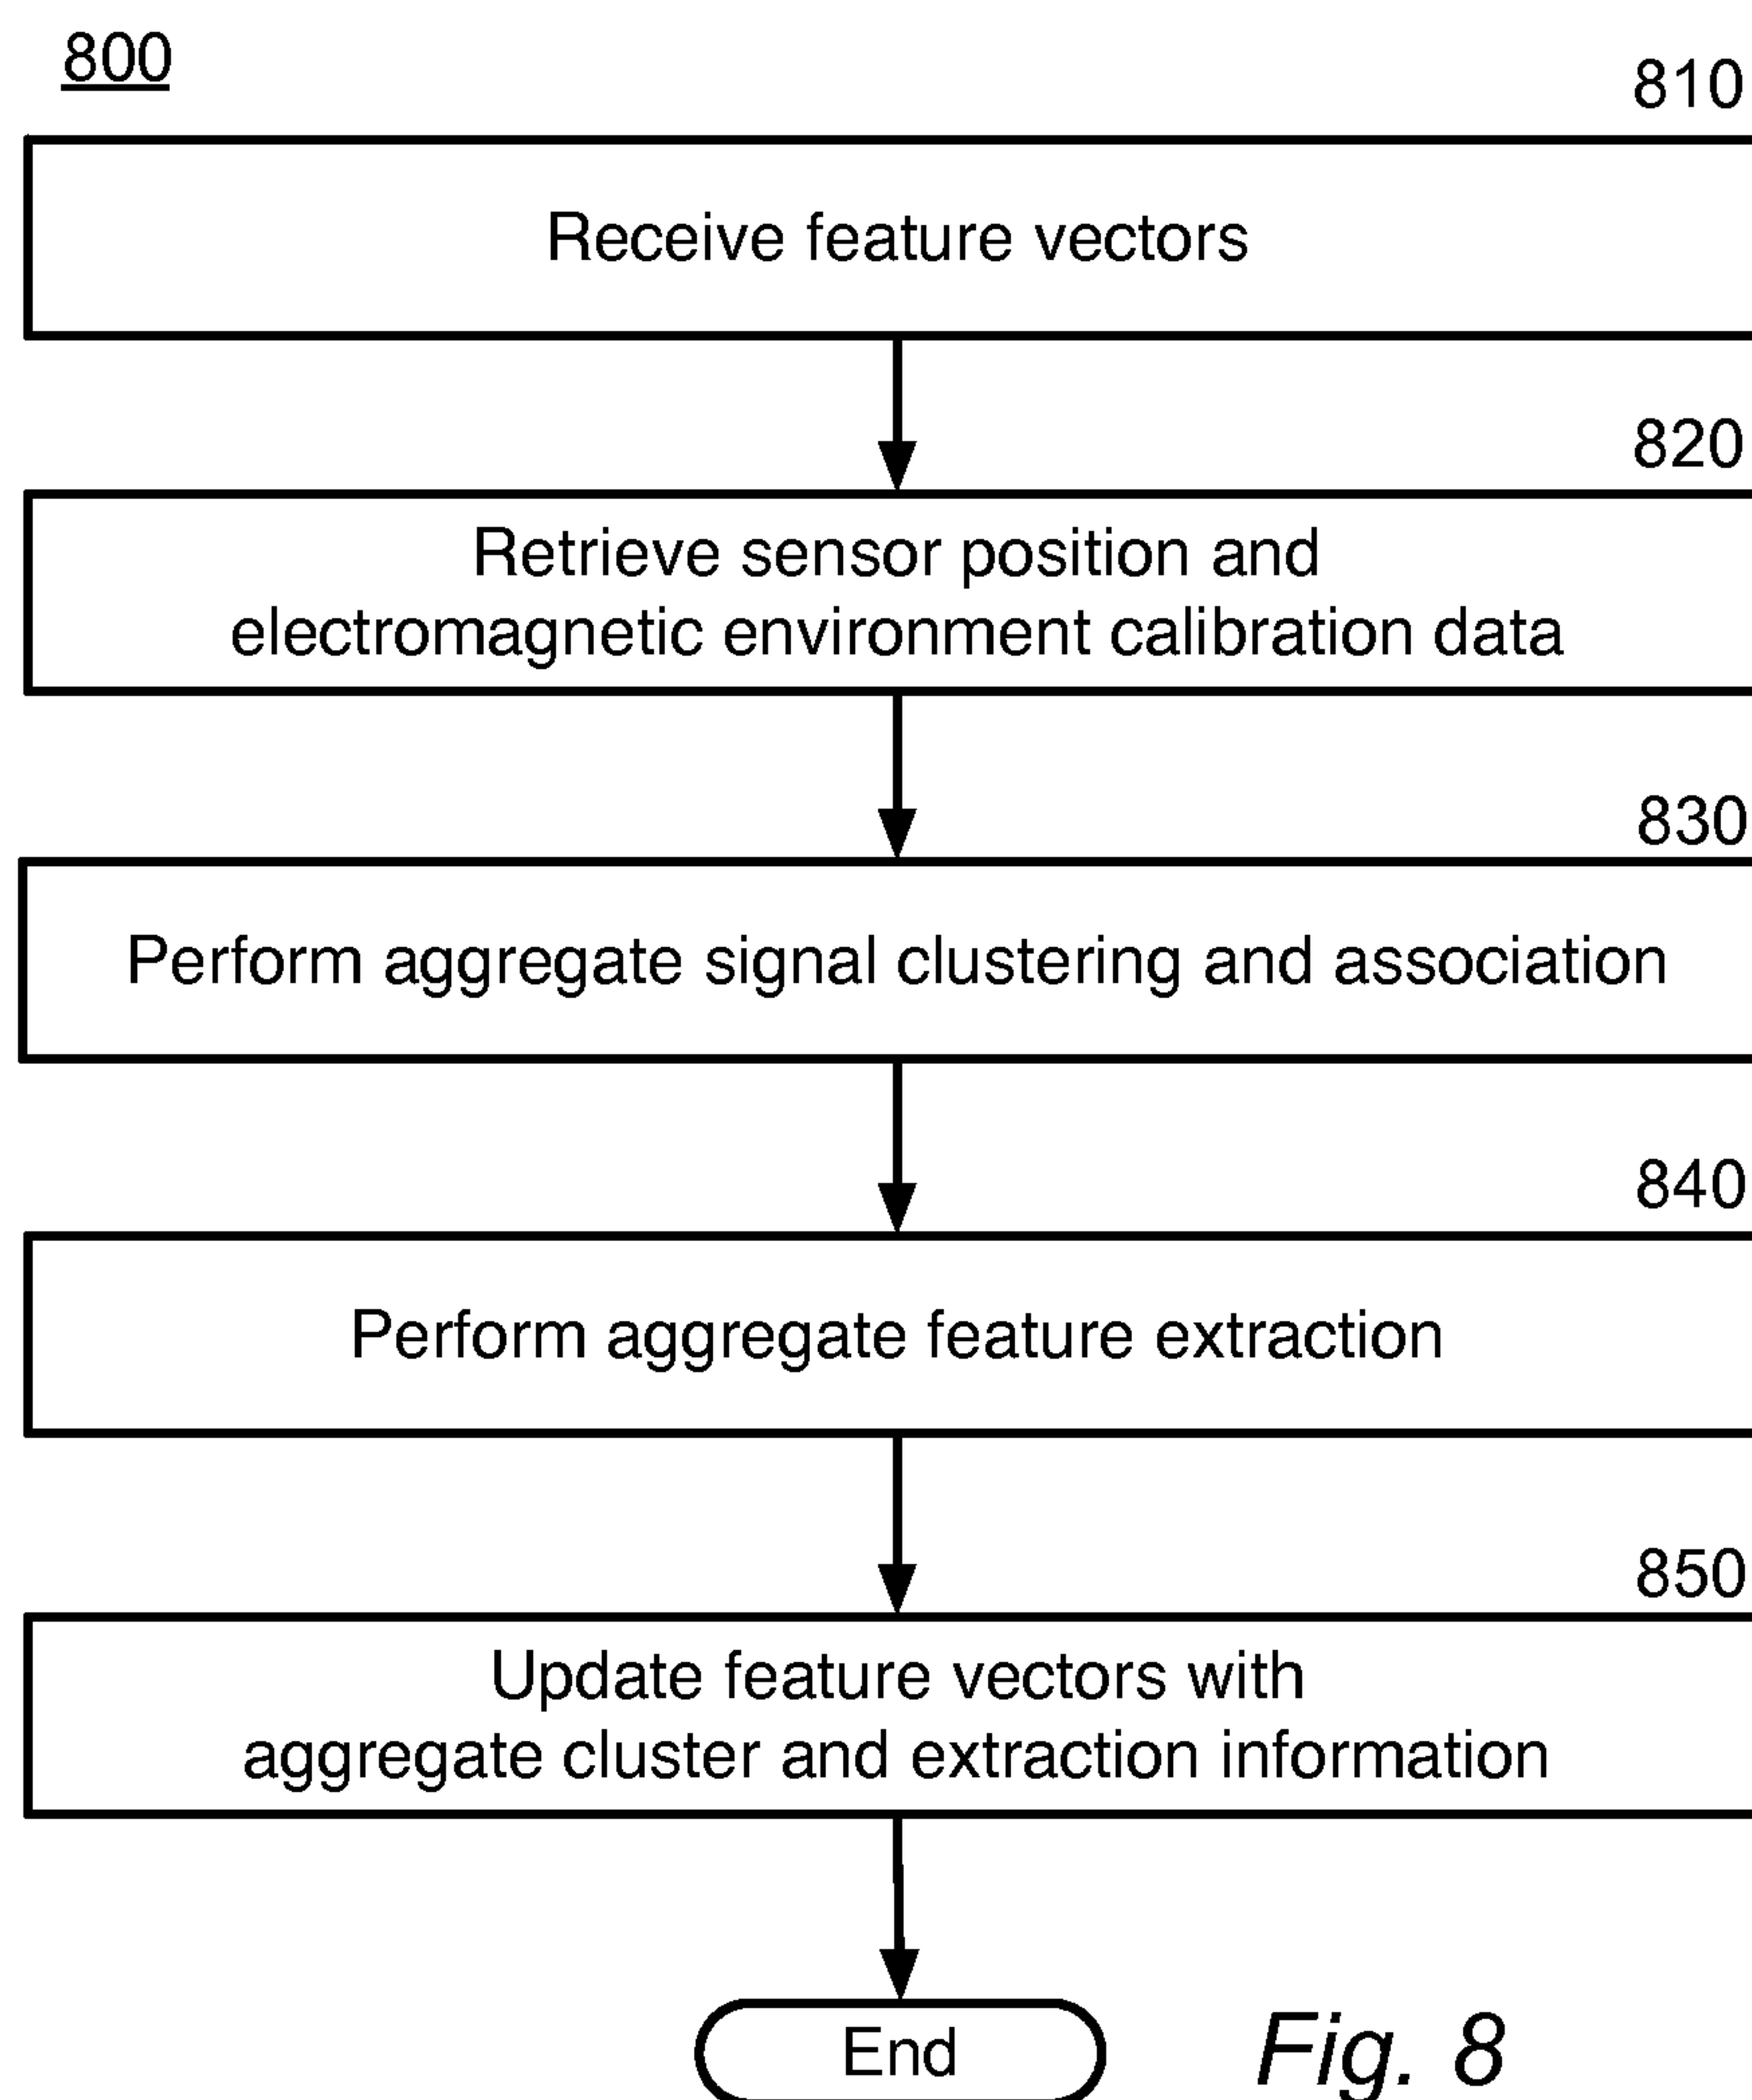 800
810
Receive feature vectors
820
Retrieve sensor position and
electromagnetic environment calibration data
830
Perform aggregate signal clustering and association
840
Perform aggregate feature extraction
850
Update feature vectors with
aggregate cluster and extraction information
End
Fig. 8